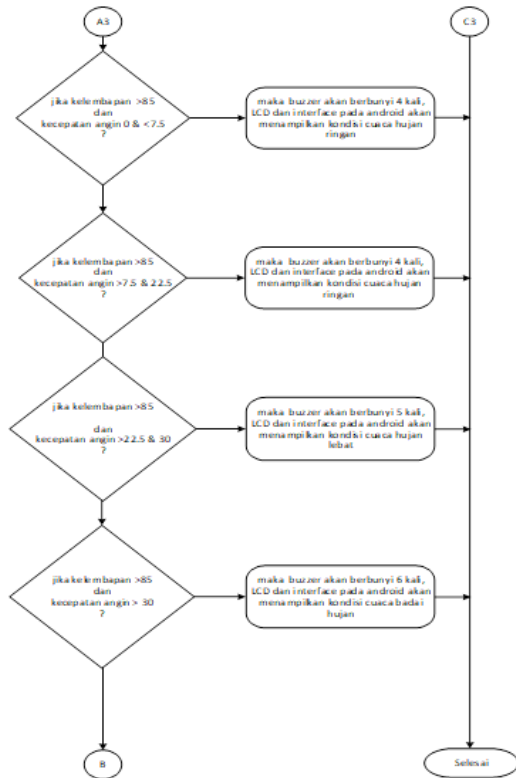 A3
C3
jika kelembapan >85
dan
kecepatan angin 0 & <7.5
?
maka buzzer akan berbunyi 4 kali,
LCD dan interface pada android akan
menampilkan kondisi cuaca hujan
ringan
jika kelembapan >85
dan
kecepatan angin >7.5 & 22.5
?
maka buzzer akan berbunyi 4 kali,
LCD dan interface pada android akan
menampilkan kondisi cuaca hujan
ringan
jika kelembapan >85
dan
kecepatan angin >22.5 & 30
?
maka buzzer akan berbunyi 5 kali,
LCD dan interface pada android akan
menampilkan kondisi cuaca hujan
lebat
jika kelembapan >85
dan
kecepatan angin > 30
?
maka buzzer akan berbunyi 6 kali,
LCD dan interface pada android akan
menampilkan kondisi cuaca badai
hujan
B
Selesai